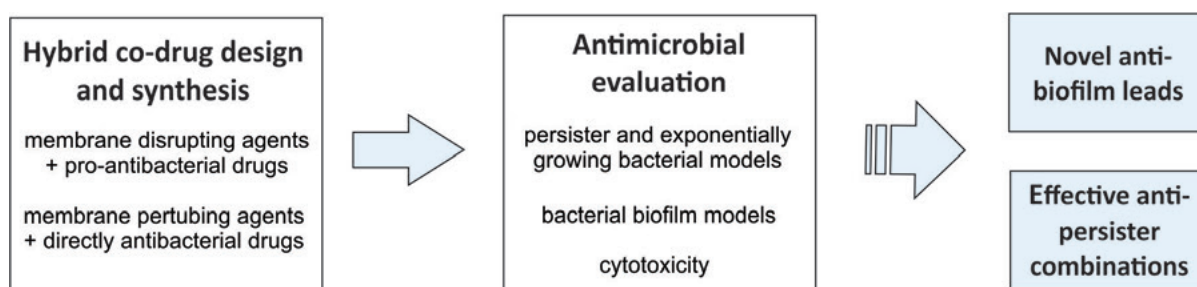 Hybrid co-drug design
and synthesis
membrane disrupting agents
+ pro-antibacterial drugs
membrane pertubing agents
+ directly antibacterial drugs
Antimicrobial
evaluation
persister and exponentially
growing bacterial models
bacterial biofilm models
cytotoxicity
Novel anti-
biofilm leads
Effective anti-
persister
combinations